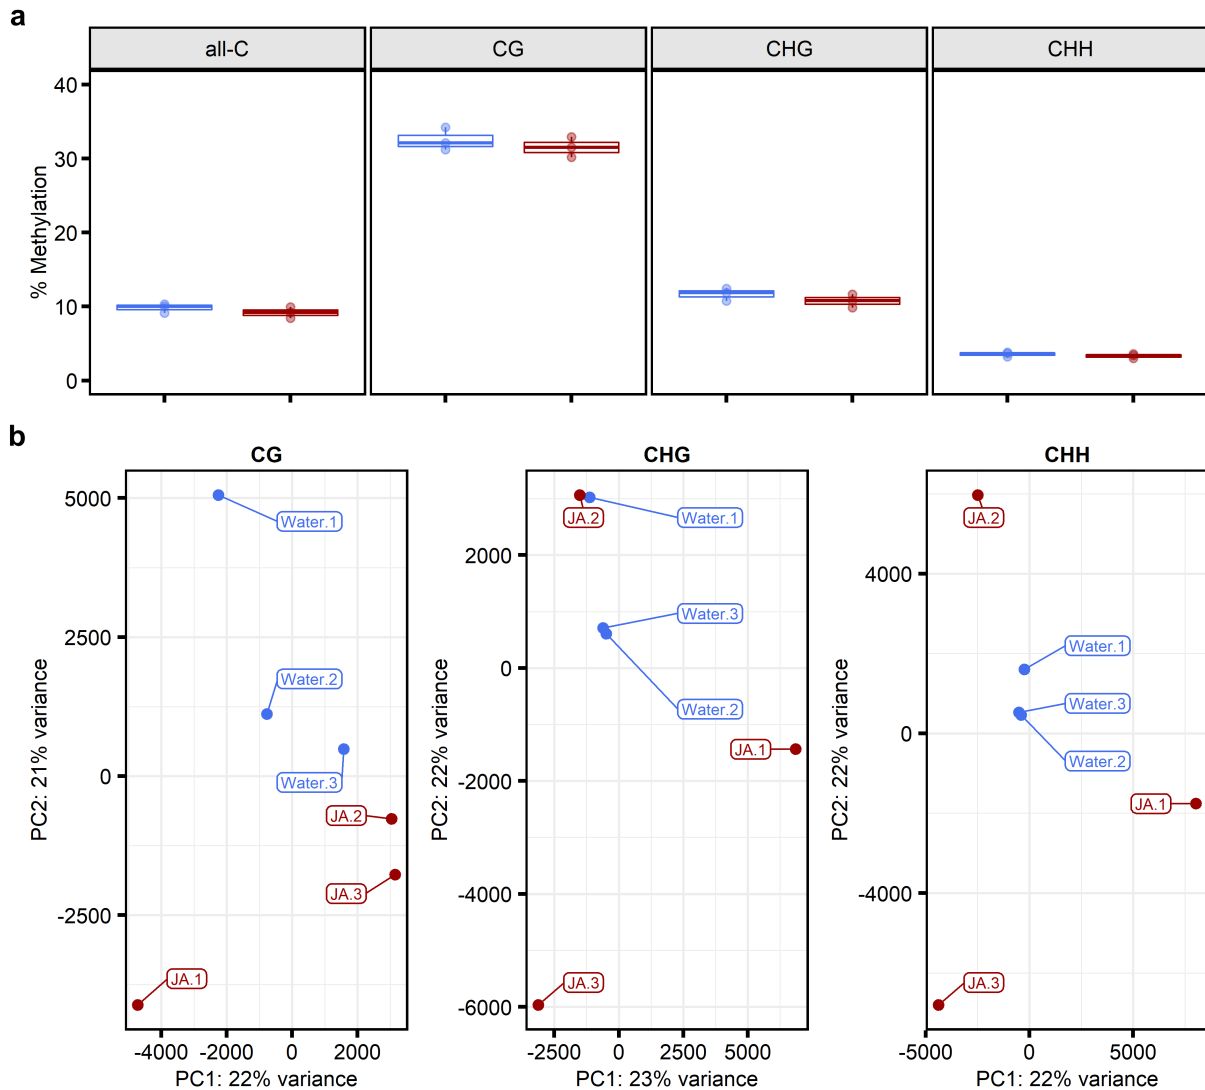 a
all-C
CG
CHG
CHH
% Methylation
40
30
20
10
0
b
CG
PC2: 21% variance
5000
2500
0
-2500
Water.1
Water.2
Water.3
JA.2
JA.3
JA.1
-4000
-2000
0
2000
PC1: 22% variance
CHG
PC2: 22% variance
2000
0
-2000
-4000
-6000
JA.2
Water.1
Water.3
Water.2
JA.1
JA.3
-2500
0
2500
5000
PC1: 23% variance
CHH
PC2: 22% variance
4000
0
-4000
JA.2
Water.1
Water.3
Water.2
JA.1
JA.3
-5000
0
5000
PC1: 22% variance